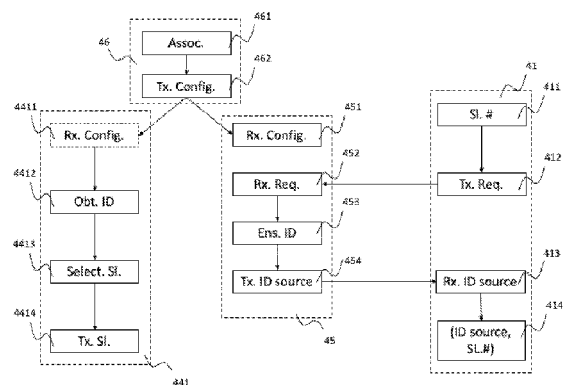 461
46
Assoc.
462
Tx. Config.
41
411
4411
Rx. Config.
451
Rx. Config.
Sl. #
4412
452
412
Obt. ID
Rx. Req.
Tx. Req.
453
4413
Ens. ID
Select. Sl.
454
413
Tx. ID source
Rx. ID source
4414
414
Tx. Sl.
(ID source,
SL.#)
441
45